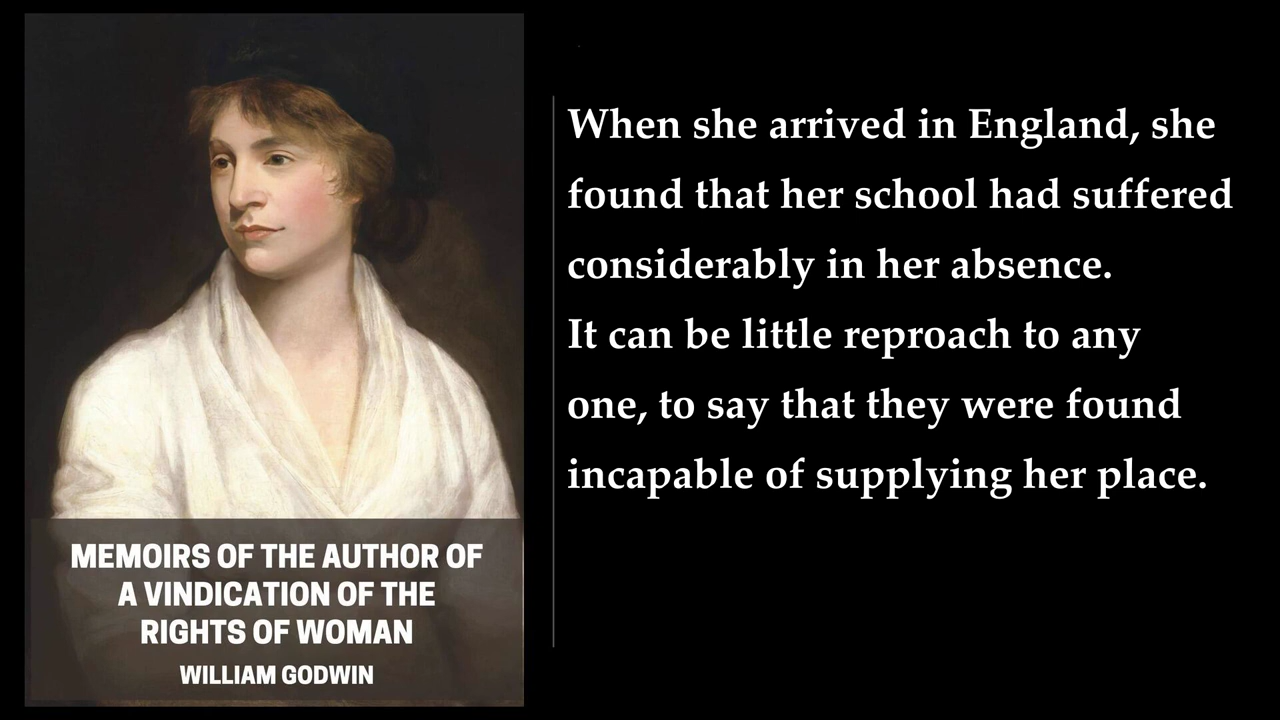 MEMOIRS OF THE AUTHOR OF
A VINDICATION OF THE
RIGHTS OF WOMAN
WILLIAM GODWIN
When she arrived in England, she
found that her school had suffered
considerably in her absence.
It can be little reproach to any
one, to say that they were found
incapable of supplying her place.